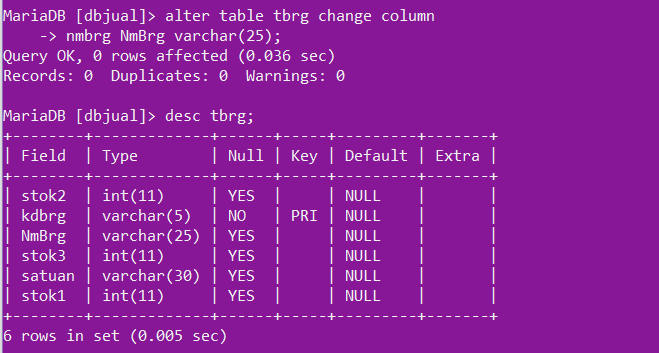 MariaDB [dbjual]> alter table tbrg change column
    -> nmbrg NmBrg varchar(25);
Query OK, 0 rows affected (0.036 sec)
Records: 0  Duplicates: 0  Warnings: 0

MariaDB [dbjual]> desc tbrg;
+--------+-------------+------+-----+---------+-------+
| Field  | Type        | Null | Key | Default | Extra |
+--------+-------------+------+-----+---------+-------+
| stok2  | int(11)     | YES  |     | NULL    |       |
| kdbrg  | varchar(5)  | NO   | PRI | NULL    |       |
| NmBrg  | varchar(25) | YES  |     | NULL    |       |
| stok3  | int(11)     | YES  |     | NULL    |       |
| satuan | varchar(30) | YES  |     | NULL    |       |
| stok1  | int(11)     | YES  |     | NULL    |       |
+--------+-------------+------+-----+---------+-------+
6 rows in set (0.005 sec)